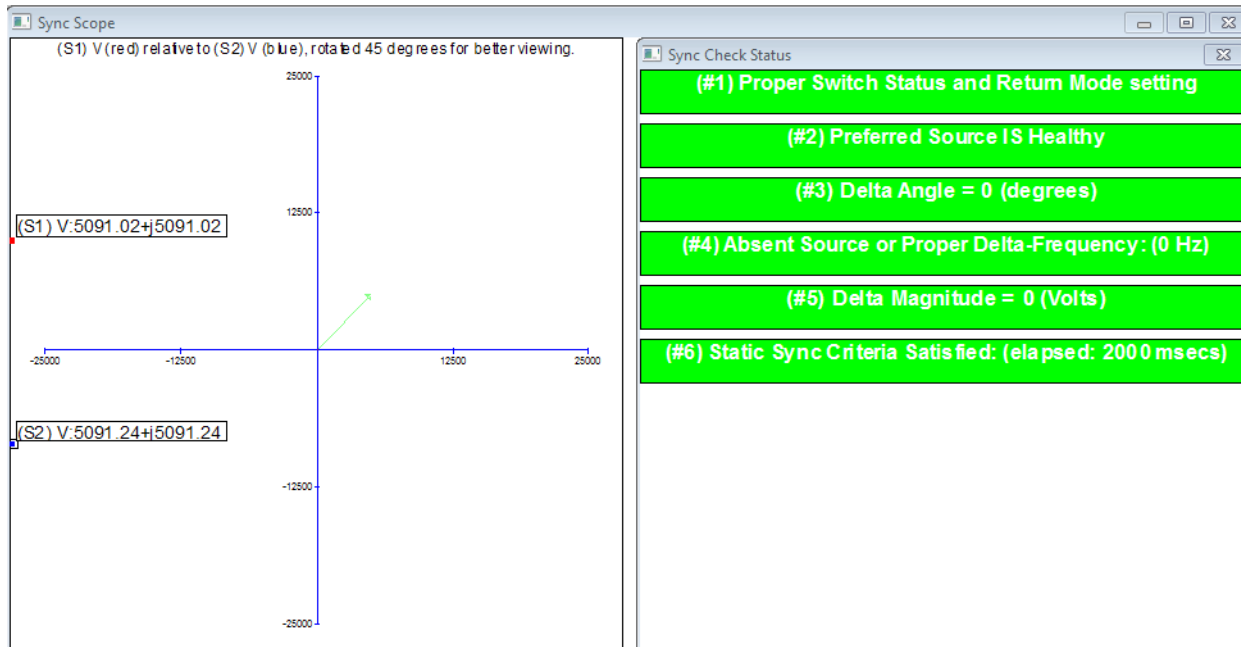 Sync Scope
(S1) V (red) relative to (S2) V (blue), rotated 45 degrees for better viewing.
25000
(S1) V:5091.02+j5091.02
12500
-25000
-12500
12500
25000
(S2) V:5091.24+j5091.24
-12500
-25000
Sync Check Status
(#1) Proper Switch Status and Return Mode setting
(#2) Preferred Source IS Healthy
(#3) Delta Angle = 0 (degrees)
(#4) Absent Source or Proper Delta-Frequency: (0 Hz)
(#5) Delta Magnitude = 0 (Volts)
(#6) Static Sync Criteria Satisfied: (elapsed: 2000 msecs)